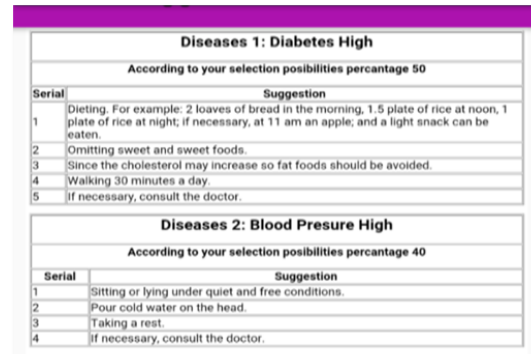 Diseases 1: Diabetes High
According to your selection posibilities percantage 50
Serial Suggestion
1 Dieting. For example: 2 loaves of bread in the morning, 1.5 plate of rice at noon, 1
plate of rice at night; if necessary, at 11 am an apple; and a light snack can be
eaten.
2 Omitting sweet and sweet foods.
3 Since the cholesterol may increase so fat foods should be avoided.
4 Walking 30 minutes a day.
5 If necessary, consult the doctor.
Diseases 2: Blood Presure High
According to your selection posibilities percantage 40
Serial Suggestion
1 Sitting or lying under quiet and free conditions.
2 Pour cold water on the head.
3 Taking a rest.
4 If necessary, consult the doctor.